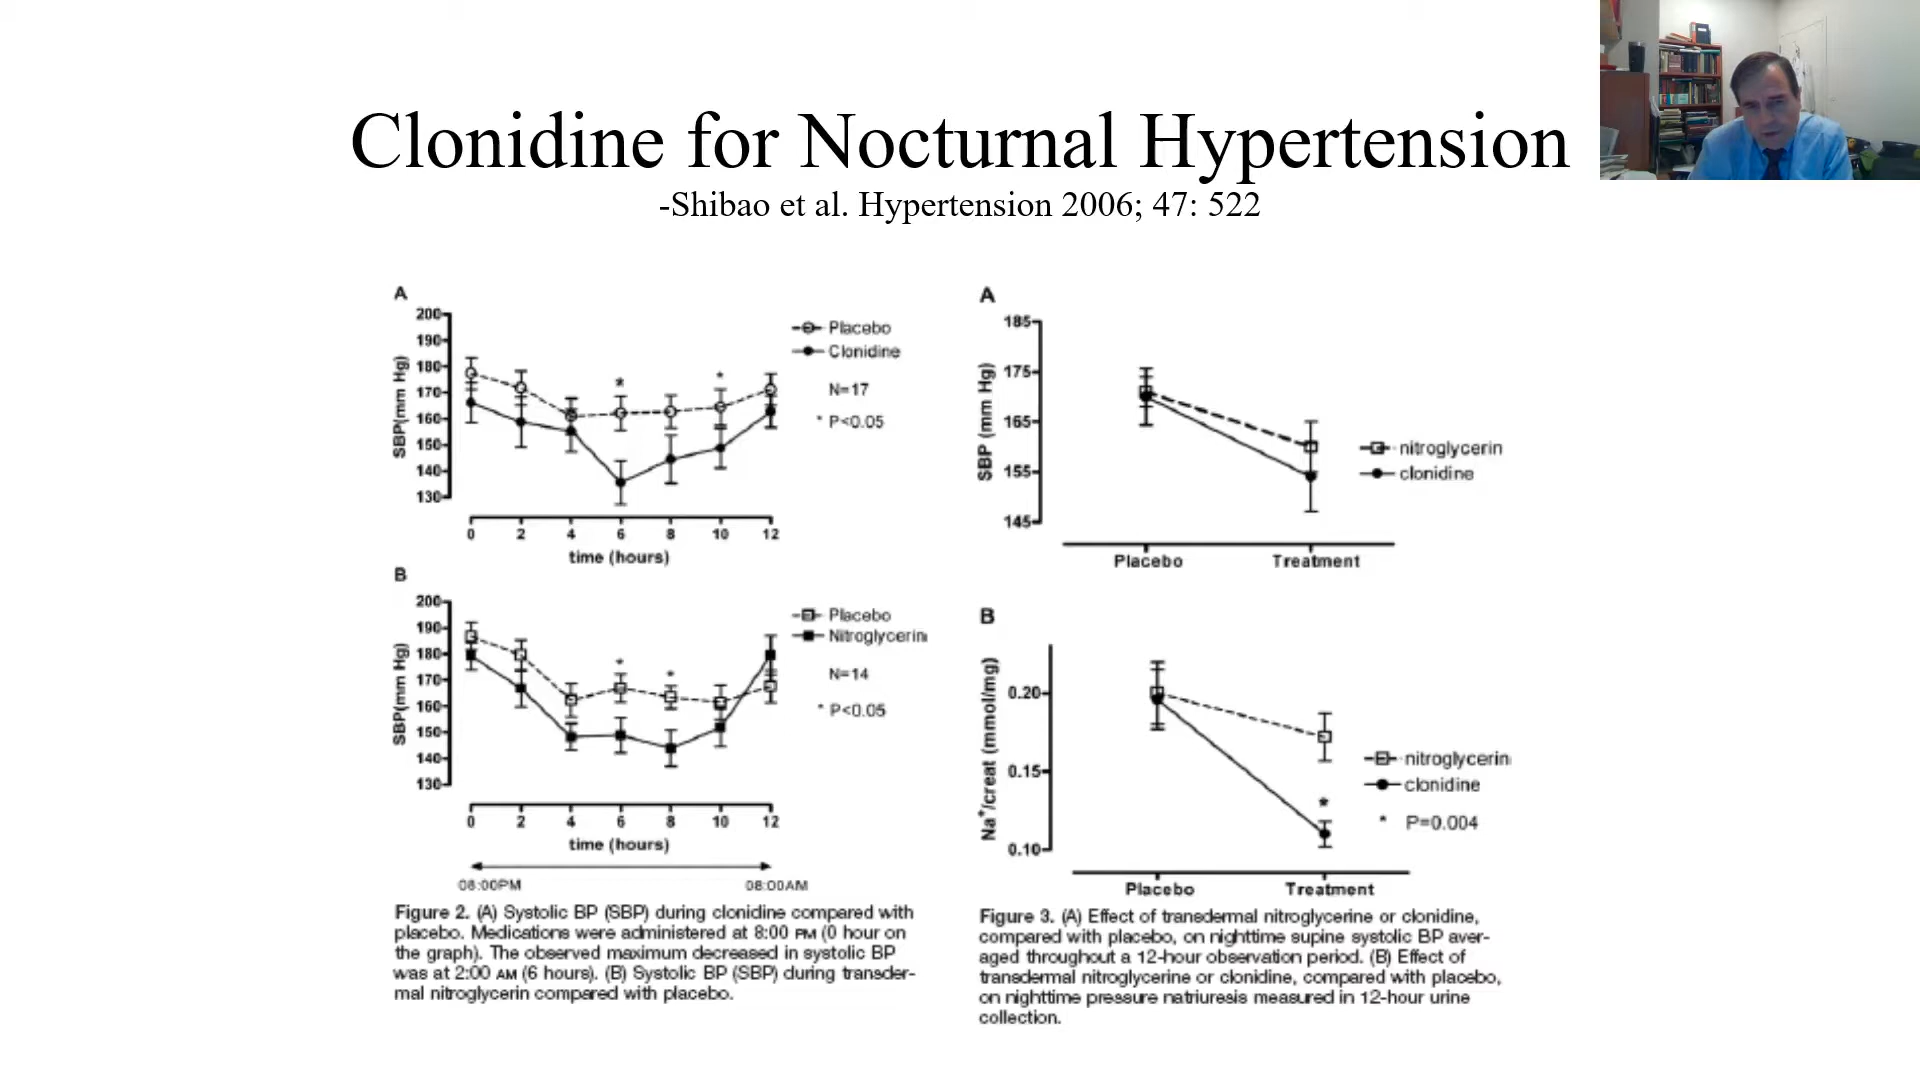 Clonidine for Nocturnal Hypertension
-Shibao et al. Hypertension 2006; 47: 522
A
200
190
180
170
160
150
140
130
SBP(mm Hg)
Placebo
Clonidine
N=17
* P<0.05
* *
0 2 4 6 8 10 12
time (hours)
B
200
190
180
170
160
150
140
130
SBP(mm Hg)
Placebo
Nitroglycerin
N=14
* P<0.05
* *
0 2 4 6 8 10 12
time (hours)
08:00PM 08:00AM
Figure 2. (A) Systolic BP (SBP) during clonidine compared with
placebo. Medications were administered at 8:00 PM (0 hour on
the graph). The observed maximum decreased in systolic BP
was at 2:00 AM (6 hours). (B) Systolic BP (SBP) during transder-
mal nitroglycerin compared with placebo.
A
185
175
165
155
145
SBP (mm Hg)
nitroglycerin
clonidine
Placebo Treatment
B
0.20
0.15
0.10
Na+/creat (mmol/mg)
nitroglycerin
clonidine
*
* P=0.004
Placebo Treatment
Figure 3. (A) Effect of transdermal nitroglycerine or clonidine,
compared with placebo, on nighttime supine systolic BP aver-
aged throughout a 12-hour observation period. (B) Effect of
transdermal nitroglycerine or clonidine, compared with placebo,
on nighttime pressure natriuresis measured in 12-hour urine
collection.